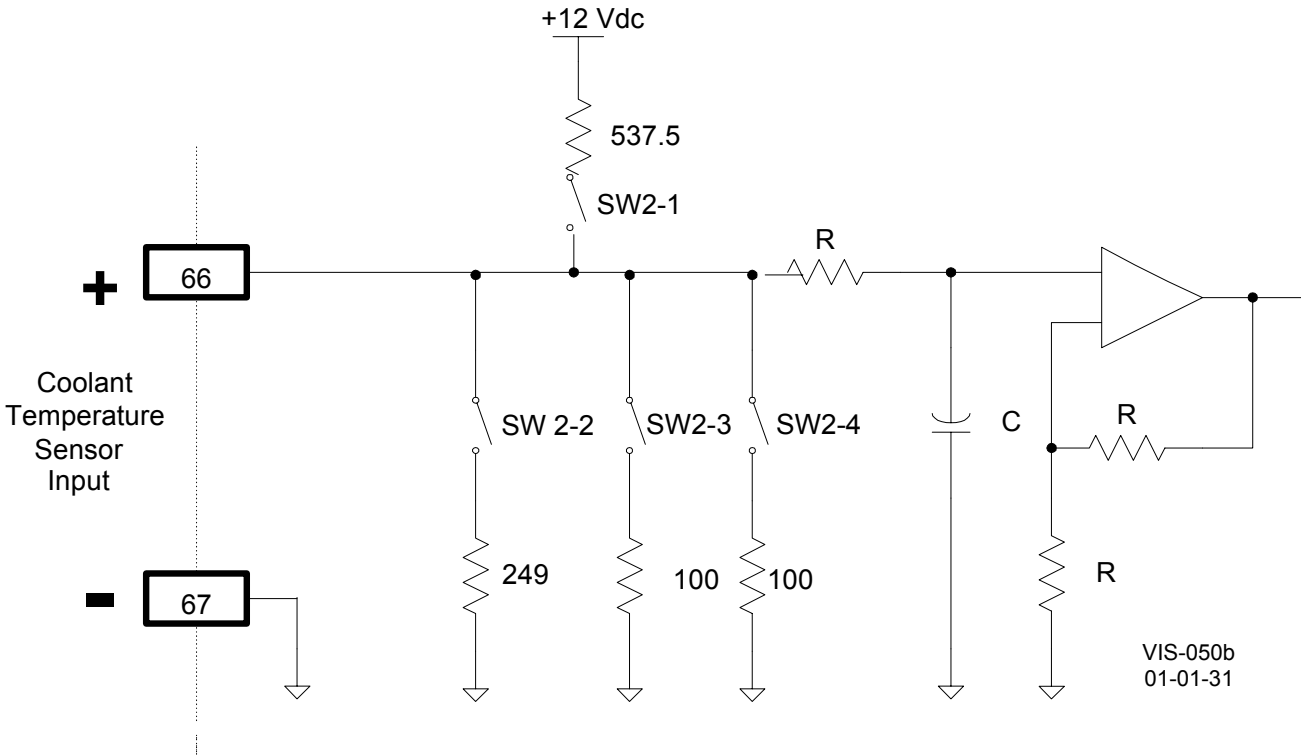 +12 Vdc
537.5
SW2-1
R
66
+
Coolant
Temperature
Sensor
Input
SW 2-2
SW2-3
SW2-4
C
R
249
100
100
R
-
67
VIS-050b
01-01-31